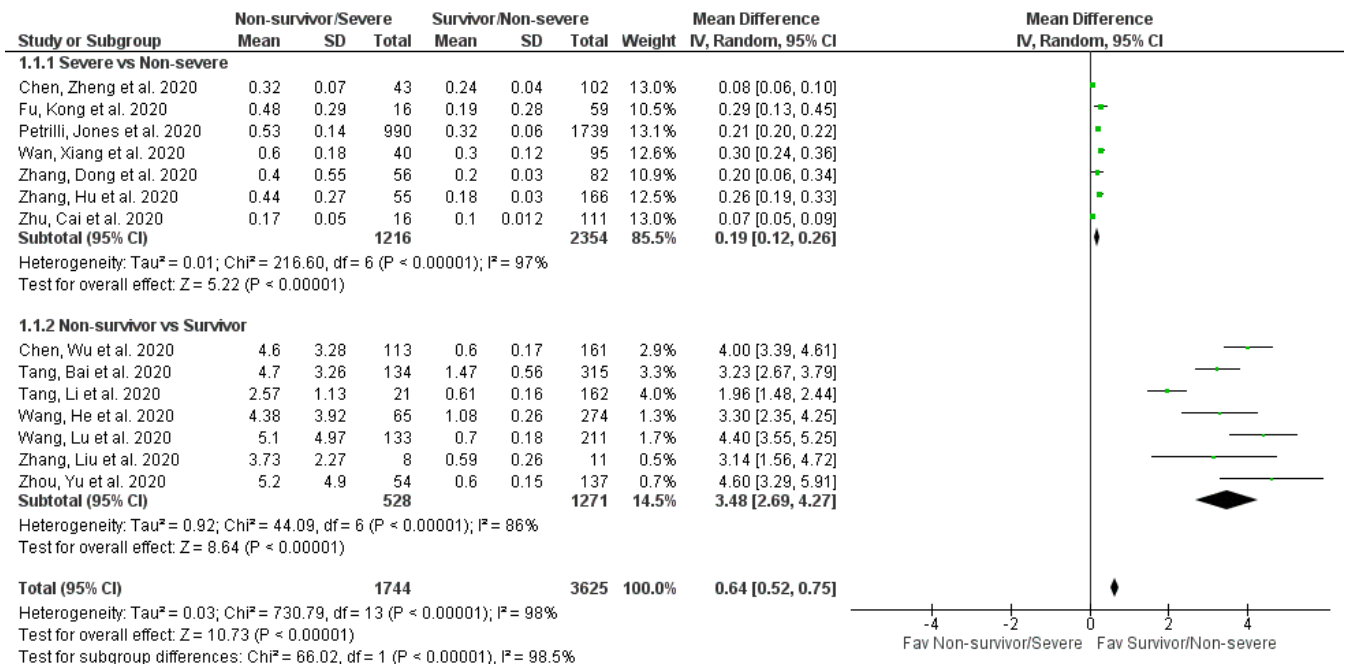 Non-survivor/Severe Survivor/Non-severe Mean Difference Mean Difference
Study or Subgroup Mean SD Total Mean SD Total Weight IV, Random, 95% CI IV, Random, 95% CI
1.1.1 Severe vs Non-severe
Chen, Zheng et al. 2020 0.32 0.07 43 0.24 0.04 102 13.0% 0.08 [0.06, 0.10]
Fu, Kong et al. 2020 0.48 0.29 16 0.19 0.28 59 10.5% 0.29 [0.13, 0.45]
Petrilli, Jones et al. 2020 0.53 0.14 990 0.32 0.06 1739 13.1% 0.21 [0.20, 0.22]
Wan, Xiang et al. 2020 0.6 0.18 40 0.3 0.12 95 12.6% 0.30 [0.24, 0.36]
Zhang, Dong et al. 2020 0.4 0.55 56 0.2 0.03 82 10.9% 0.20 [0.06, 0.34]
Zhang, Hu et al. 2020 0.44 0.27 55 0.18 0.03 166 12.5% 0.26 [0.19, 0.33]
Zhu, Cai et al. 2020 0.17 0.05 16 0.1 0.012 111 13.0% 0.07 [0.05, 0.09]
Subtotal (95% CI) 1216 2354 85.5% 0.19 [0.12, 0.26]
Heterogeneity: Tau² = 0.01; Chi² = 216.60, df = 6 (P < 0.00001); I² = 97%
Test for overall effect: Z = 5.22 (P < 0.00001)
1.1.2 Non-survivor vs Survivor
Chen, Wu et al. 2020 4.6 3.28 113 0.6 0.17 161 2.9% 4.00 [3.39, 4.61]
Tang, Bai et al. 2020 4.7 3.26 134 1.47 0.56 315 3.3% 3.23 [2.67, 3.79]
Tang, Li et al. 2020 2.57 1.13 21 0.61 0.16 162 4.0% 1.96 [1.48, 2.44]
Wang, He et al. 2020 4.38 3.92 65 1.08 0.26 274 1.3% 3.30 [2.35, 4.25]
Wang, Lu et al. 2020 5.1 4.97 133 0.7 0.18 211 1.7% 4.40 [3.55, 5.25]
Zhang, Liu et al. 2020 3.73 2.27 8 0.59 0.26 11 0.5% 3.14 [1.56, 4.72]
Zhou, Yu et al. 2020 5.2 4.9 54 0.6 0.15 137 0.7% 4.60 [3.29, 5.91]
Subtotal (95% CI) 528 1271 14.5% 3.48 [2.69, 4.27]
Heterogeneity: Tau² = 0.92; Chi² = 44.09, df = 6 (P < 0.00001); I² = 86%
Test for overall effect: Z = 8.64 (P < 0.00001)
Total (95% CI) 1744 3625 100.0% 0.64 [0.52, 0.75]
Heterogeneity: Tau² = 0.03; Chi² = 730.79, df = 13 (P < 0.00001); I² = 98%
Test for overall effect: Z = 10.73 (P < 0.00001)
Test for subgroup differences: Chi² = 66.02, df = 1 (P < 0.00001), I² = 98.5%
-4 -2 0 2 4
Fav Non-survivor/Severe Fav Survivor/Non-severe